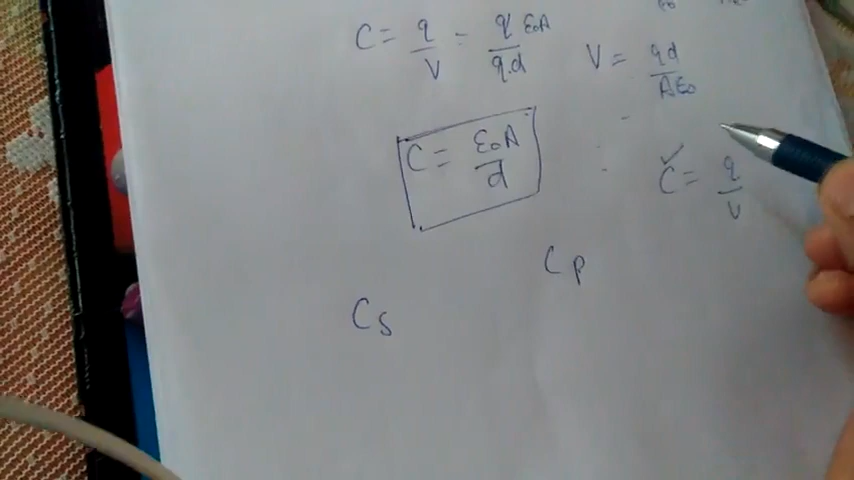 C = q/V = q ε₀A/q.d
V = qd/Aε₀
C = ε₀A/d
C = q/V
Cp
Cs